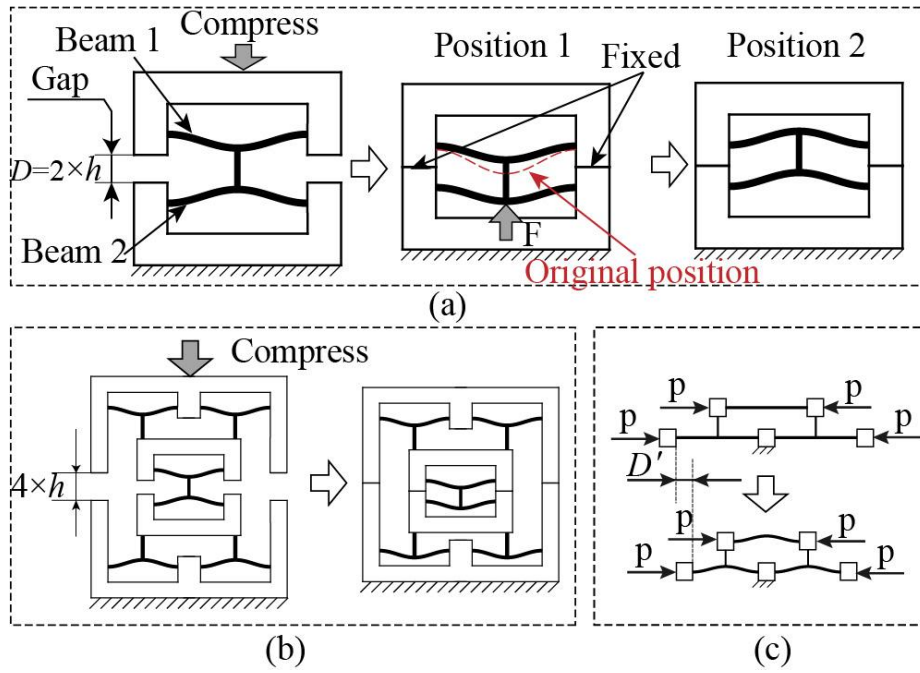 Beam 1
Compress
Gap
D=2×h
Beam 2
Position 1
Fixed
F
Original position
Position 2
(a)
Compress
4×h
(b)
p
p
p
p
D'
p
p
p
p
(c)